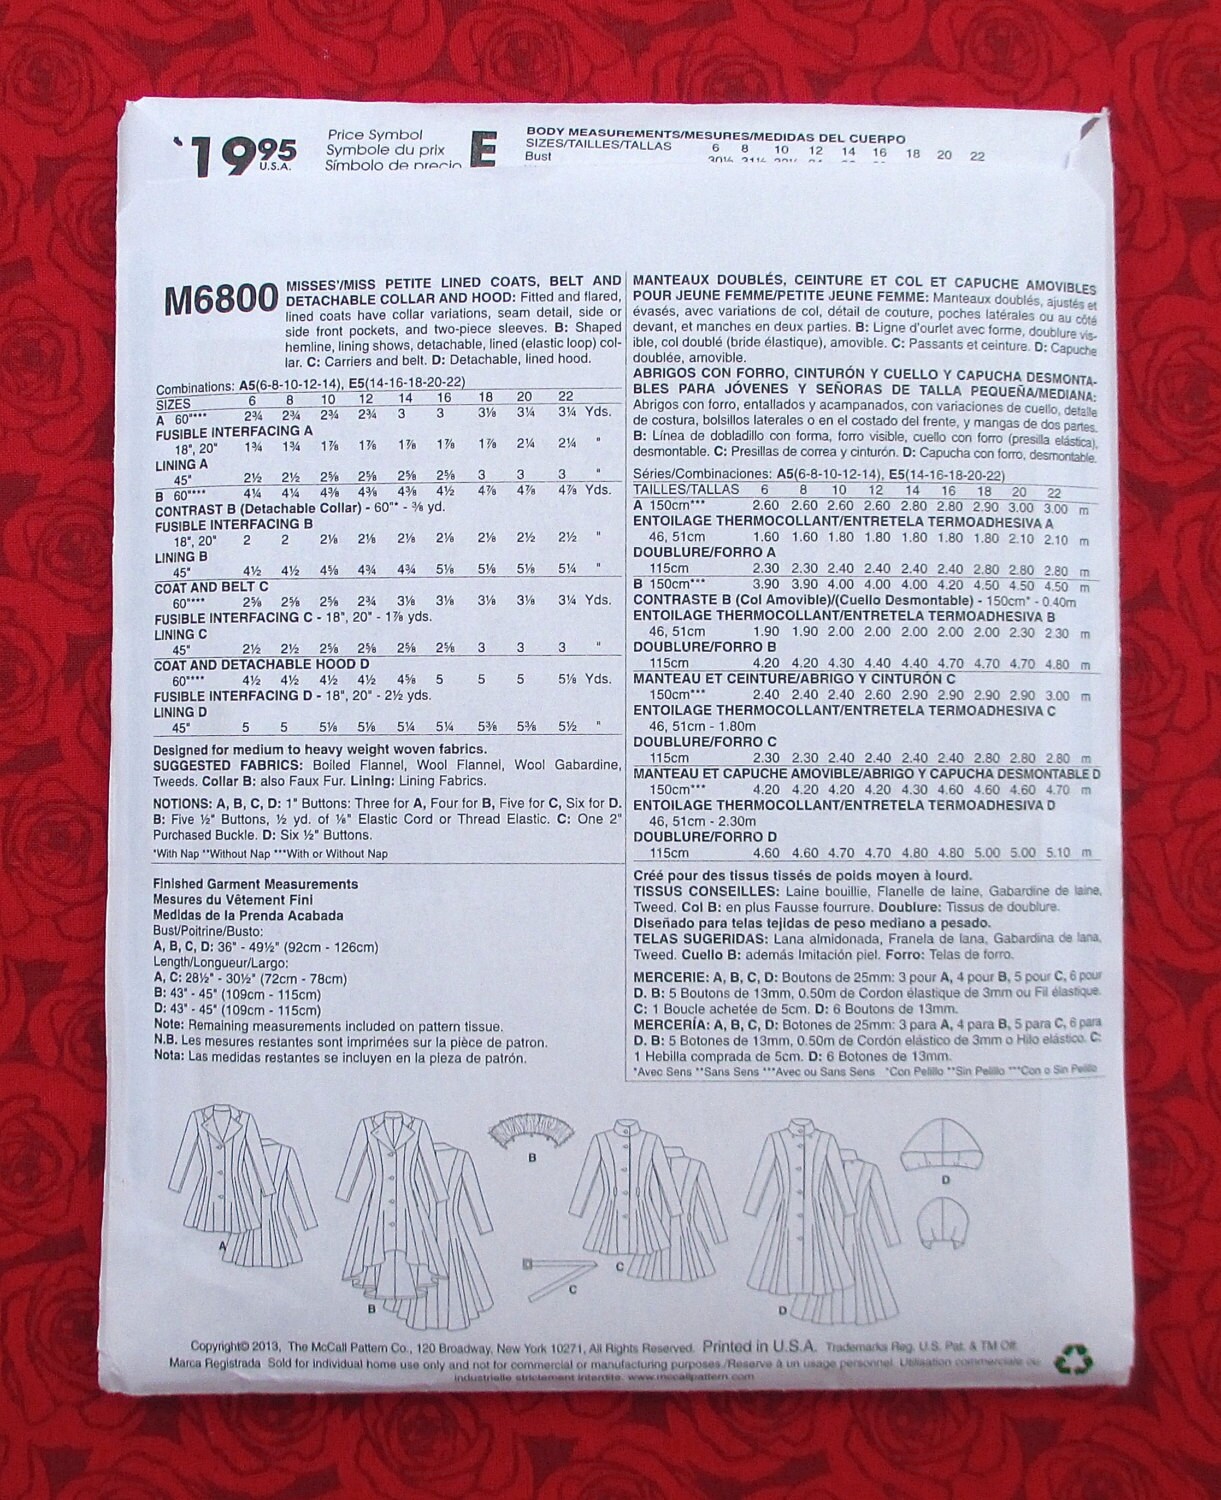 19.95
U.S.A.
Price Symbol
Symbole du prix
Símbolo de precio
E
BODY MEASUREMENTS/MESURES/MEDIDAS DEL CUERPO
SIZES/TAILLES/TALLAS 6 8 10 12 14 16 18 20 22
Bust
M6800
MISSES'/MISS PETITE LINED COATS, BELT AND
DETACHABLE COLLAR AND HOOD: Fitted and flared,
lined coats have collar variations, seam detail, side or
side front pockets, and two-piece sleeves. B: Shaped
hemline, lining shows, detachable, lined (elastic loop) col-
lar. C: Carriers and belt. D: Detachable, lined hood.
Combinations: A5(6-8-10-12-14), E5(14-16-18-20-22)
SIZES 6 8 10 12 14 16 18 20 22
A 60"*** 2¾ 2¾ 2¾ 2¾ 3 3 3⅛ 3¼ 3¼ Yds.
FUSIBLE INTERFACING A
18", 20" 1¾ 1¾ 1⅞ 1⅞ 1⅞ 1⅞ 1⅞ 2¼ 2¼ "
LINING A
45" 2½ 2½ 2⅝ 2⅝ 2⅝ 2⅝ 3 3 3 "
B 60"*** 4¼ 4¼ 4⅜ 4⅜ 4⅜ 4½ 4⅞ 4⅞ 4⅞ Yds.
CONTRAST B (Detachable Collar) - 60"* - ⅜ yd.
FUSIBLE INTERFACING B
18", 20" 2 2 2⅛ 2⅛ 2⅛ 2⅛ 2⅛ 2½ 2½ "
LINING B
45" 4½ 4½ 4⅝ 4¾ 4¾ 5⅛ 5⅛ 5⅛ 5¼ "
COAT AND BELT C
60"*** 2⅝ 2⅝ 2⅝ 2¾ 3⅛ 3⅛ 3⅛ 3⅛ 3¼ Yds.
FUSIBLE INTERFACING C - 18", 20" - 1⅞ yds.
LINING C
45" 2½ 2½ 2⅝ 2⅝ 2⅝ 2⅝ 3 3 3 "
COAT AND DETACHABLE HOOD D
60"*** 4½ 4½ 4½ 4½ 4⅝ 5 5 5 5⅛ Yds.
FUSIBLE INTERFACING D - 18", 20" - 2½ yds.
LINING D
45" 5 5 5⅛ 5⅛ 5¼ 5¼ 5⅜ 5⅜ 5½ "
Designed for medium to heavy weight woven fabrics.
SUGGESTED FABRICS: Boiled Flannel, Wool Flannel, Wool Gabardine,
Tweeds. Collar B: also Faux Fur. Lining: Lining Fabrics.
NOTIONS: A, B, C, D: 1" Buttons: Three for A, Four for B, Five for C, Six for D.
B: Five ½" Buttons, ½ yd. of ⅛" Elastic Cord or Thread Elastic. C: One 2"
Purchased Buckle. D: Six ½" Buttons.
*With Nap **Without Nap ***With or Without Nap
Finished Garment Measurements
Mesures du Vêtement Fini
Medidas de la Prenda Acabada
Bust/Poitrine/Busto:
A, B, C, D: 36" - 49½" (92cm - 126cm)
Length/Longueur/Largo:
A, C: 28½" - 30½" (72cm - 78cm)
B: 43" - 45" (109cm - 115cm)
D: 43" - 45" (109cm - 115cm)
Note: Remaining measurements included on pattern tissue.
N.B. Les mesures restantes sont imprimées sur la pièce de patron.
Nota: Las medidas restantes se incluyen en la pieza de patrón.
MANTEAUX DOUBLÉS, CEINTURE ET COL ET CAPUCHE AMOVIBLES
POUR JEUNE FEMME/PETITE JEUNE FEMME: Manteaux doublés, ajustés et
évasés, avec variations de col, détail de couture, poches latérales ou au côté
devant, et manches en deux parties. B: Ligne d'ourlet avec forme, doublure vis-
ible, col doublé (bride élastique), amovible. C: Passants et ceinture. D: Capuche
doublée, amovible.
ABRIGOS CON FORRO, CINTURÓN Y CUELLO Y CAPUCHA DESMONTA-
BLES PARA JÓVENES Y SEÑORAS DE TALLA PEQUEÑA/MEDIANA:
Abrigos con forro, entallados y acampanados, con variaciones de cuello, detalle
de costura, bolsillos laterales o en el costado del frente, y mangas de dos partes.
B: Línea de dobladillo con forma, forro visible, cuello con forro (presilla elástica),
desmontable. C: Presillas de correa y cinturón. D: Capucha con forro, desmontable.
Séries/Combinaciones: A5(6-8-10-12-14), E5(14-16-18-20-22)
TAILLES/TALLAS 6 8 10 12 14 16 18 20 22
A 150cm*** 2.60 2.60 2.60 2.60 2.80 2.80 2.90 3.00 3.00 m
ENTOILAGE THERMOCOLLANT/ENTRETELA TERMOADHESIVA A
46, 51cm 1.60 1.60 1.80 1.80 1.80 1.80 1.80 2.10 2.10 m
DOUBLURE/FORRO A
115cm 2.30 2.30 2.40 2.40 2.40 2.40 2.80 2.80 2.80 m
B 150cm*** 3.90 3.90 4.00 4.00 4.00 4.20 4.50 4.50 4.50 m
CONTRASTE B (Col Amovible)/(Cuello Desmontable) - 150cm* - 0.40m
ENTOILAGE THERMOCOLLANT/ENTRETELA TERMOADHESIVA B
46, 51cm 1.90 1.90 2.00 2.00 2.00 2.00 2.00 2.30 2.30 m
DOUBLURE/FORRO B
115cm 4.20 4.20 4.30 4.40 4.40 4.70 4.70 4.70 4.80 m
MANTEAU ET CEINTURE/ABRIGO Y CINTURÓN C
150cm*** 2.40 2.40 2.40 2.60 2.90 2.90 2.90 2.90 3.00 m
ENTOILAGE THERMOCOLLANT/ENTRETELA TERMOADHESIVA C
46, 51cm - 1.80m
DOUBLURE/FORRO C
115cm 2.30 2.30 2.40 2.40 2.40 2.40 2.80 2.80 2.80 m
MANTEAU ET CAPUCHE AMOVIBLE/ABRIGO Y CAPUCHA DESMONTABLE D
150cm*** 4.20 4.20 4.20 4.20 4.30 4.60 4.60 4.60 4.70 m
ENTOILAGE THERMOCOLLANT/ENTRETELA TERMOADHESIVA D
46, 51cm - 2.30m
DOUBLURE/FORRO D
115cm 4.60 4.60 4.70 4.70 4.80 4.80 5.00 5.00 5.10 m
Créé pour des tissus tissés de poids moyen à lourd.
TISSUS CONSEILLES: Laine bouillie, Flanelle de laine, Gabardine de laine,
Tweed. Col B: en plus Fausse fourrure. Doublure: Tissus de doublure.
Diseñado para telas tejidas de peso mediano a pesado.
TELAS SUGERIDAS: Lana almidonada, Franela de lana, Gabardina de lana,
Tweed. Cuello B: además Imitación piel. Forro: Telas de forro.
MERCERIE: A, B, C, D: Boutons de 25mm: 3 pour A, 4 pour B, 5 pour C, 6 pour
D. B: 5 Boutons de 13mm, 0.50m de Cordon élastique de 3mm ou Fil élastique.
C: 1 Boucle achetée de 5cm. D: 6 Boutons de 13mm.
MERCERÍA: A, B, C, D: Botones de 25mm: 3 para A, 4 para B, 5 para C, 6 para
D. B: 5 Botones de 13mm, 0.50m de Cordón elástico de 3mm o Hilo elástico. C:
1 Hebilla comprada de 5cm. D: 6 Botones de 13mm.
*Avec Sens **Sans Sens ***Avec ou Sans Sens *Con Pelillo **Sin Pelillo ***Con o Sin Pelillo
A
B
B
C
C
D
D
Copyright© 2013, The McCall Pattern Co., 120 Broadway, New York 10271, All Rights Reserved. Printed in U.S.A. Trademarks Reg. U.S. Pat. & TM Off.
Marca Registrada Sold for individual home use only and not for commercial or manufacturing purposes./Reserve à un usage personnel. Utilisation commerciale ou
industrielle strictement interdite. www.mccallpattern.com